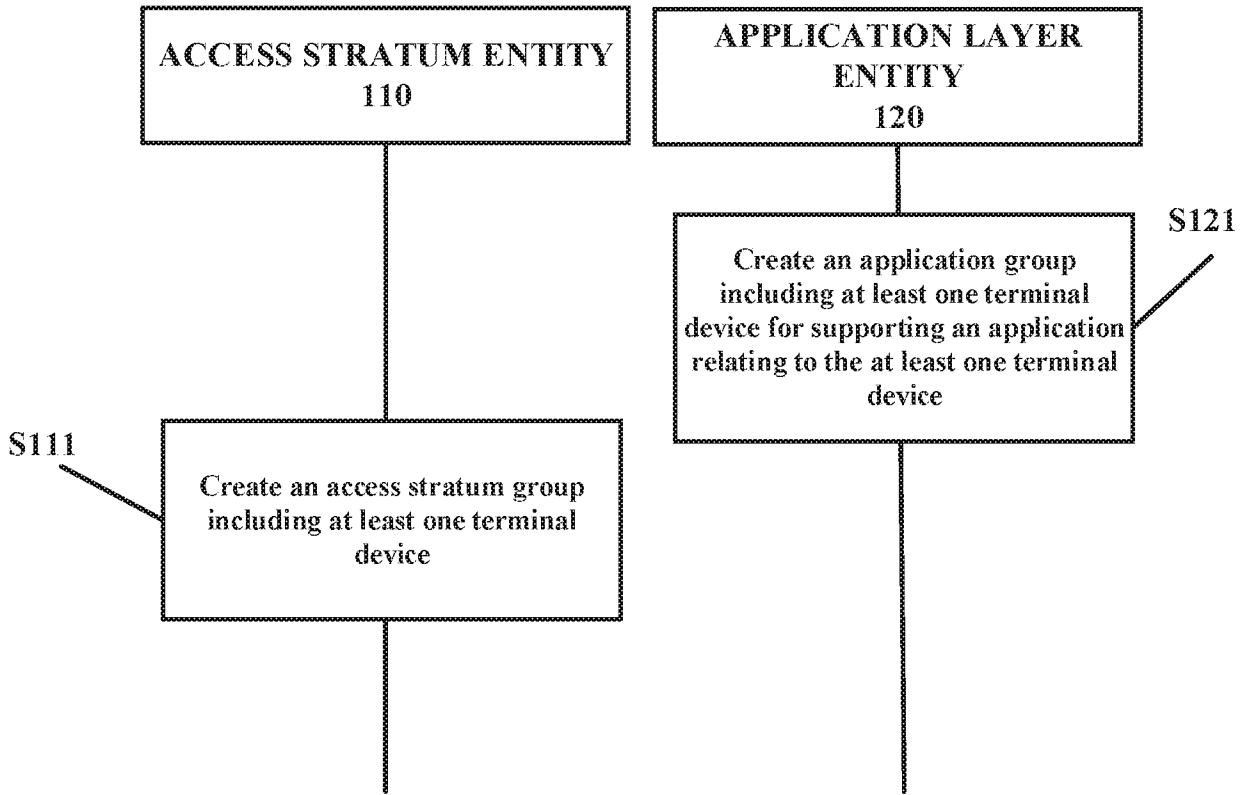 ACCESS STRATUM ENTITY
110
APPLICATION LAYER
ENTITY
120
S121
Create an application group
including at least one terminal
device for supporting an application
relating to the at least one terminal
device
S111
Create an access stratum group
including at least one terminal
device